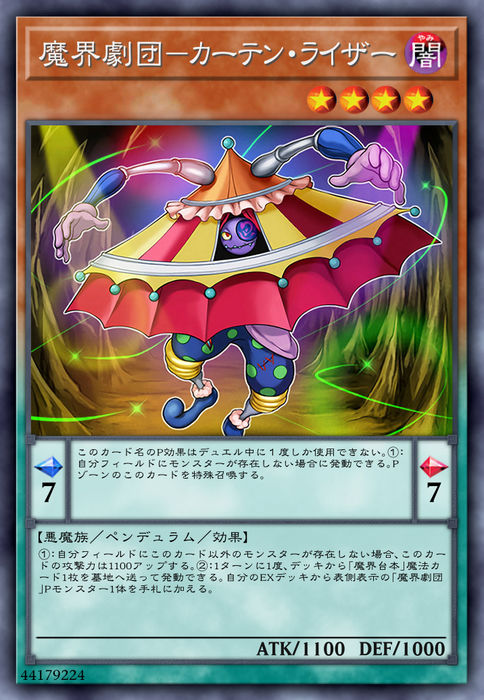 魔界劇団－カーテン・ライザー
やみ
闇
このカード名のP効果はデュエル中に１度しか使用できない。①:
自分フィールドにモンスターが存在しない場合に発動できる。P
ゾーンのこのカードを特殊召喚する。
7
7
【悪魔族／ペンデュラム／効果】
①:自分フィールドにこのカード以外のモンスターが存在しない場合、このカー
ドの攻撃力は1100アップする。②:1ターンに1度、デッキから「魔界台本」魔法カ
ード1枚を墓地へ送って発動できる。自分のEXデッキから表側表示の「魔界劇団」
Pモンスター1体を手札に加える。
ATK/1100 DEF/1000
44179224